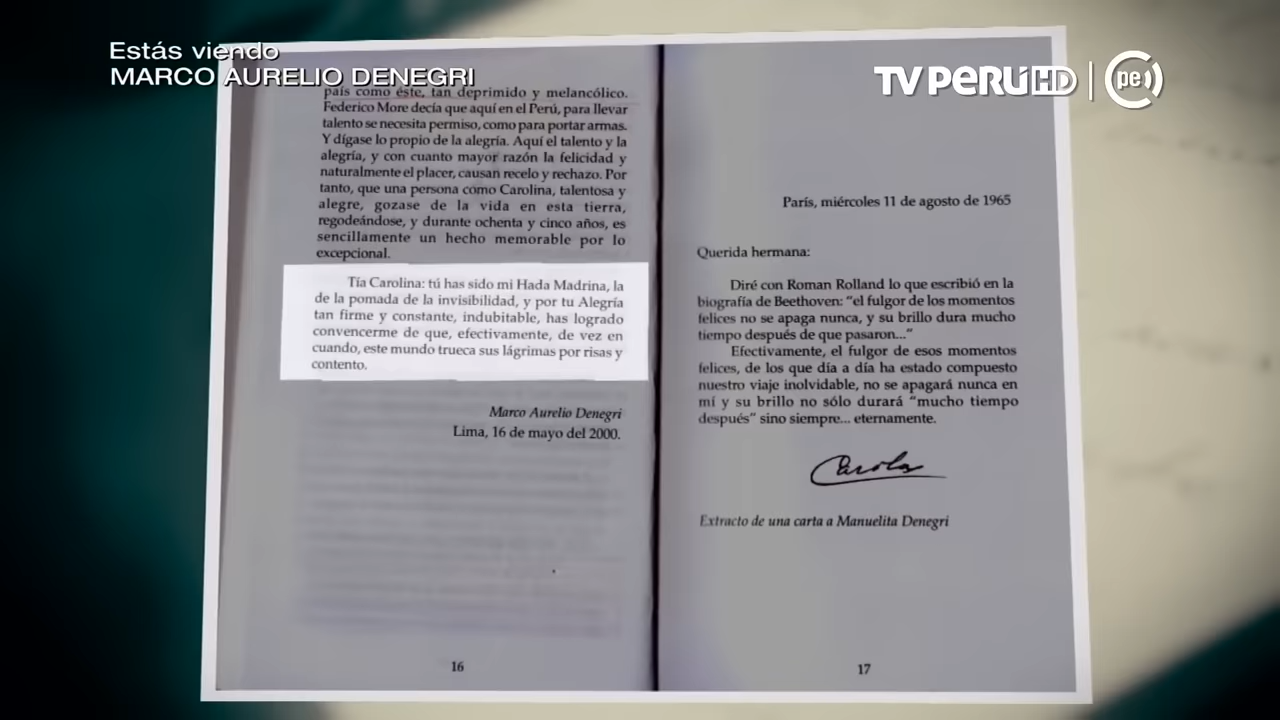 Estás viendo
MARCO AURELIO DENEGRI
TV PERÚ HD
pe
país como éste, tan deprimido y melancólico.
Federico More decía que aquí en el Perú, para llevar
talento se necesita permiso, como para portar armas.
Y dígase lo propio de la alegría. Aquí el talento y la
alegría, y con cuanto mayor razón la felicidad y
naturalmente el placer, causan recelo y rechazo. Por
tanto, que una persona como Carolina, talentosa y
alegre, gozase de la vida en esta tierra,
regodeándose, y durante ochenta y cinco años, es
sencillamente un hecho memorable por lo
excepcional.
Tía Carolina: tú has sido mi Hada Madrina, la
de la pomada de la invisibilidad, y por tu Alegría
tan firme y constante, indubitable, has logrado
convencerme de que, efectivamente, de vez en
cuando, este mundo trueca sus lágrimas por risas y
contento.
Marco Aurelio Denegri
Lima, 16 de mayo del 2000.
16
París, miércoles 11 de agosto de 1965
Querida hermana:
Diré con Roman Rolland lo que escribió en la
biografía de Beethoven: "el fulgor de los momentos
felices no se apaga nunca, y su brillo dura mucho
tiempo después de que pasaron..."
Efectivamente, el fulgor de esos momentos
felices, de los que día a día ha estado compuesto
nuestro viaje inolvidable, no se apagará nunca en
mí y su brillo no sólo durará "mucho tiempo
después" sino siempre... eternamente.
Carola
Extracto de una carta a Manuelita Denegri
17